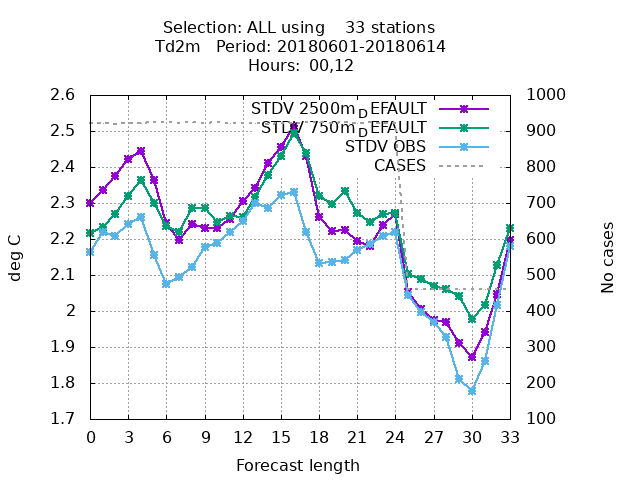 Selection: ALL using    33 stations
Td2m   Period: 20180601-20180614
Hours: 00,12
STDV 2500m_DEFAULT
STDV 750m_DEFAULT
STDV OBS
CASES
2.6
2.5
2.4
2.3
2.2
2.1
2
1.9
1.8
1.7
1000
900
800
700
600
500
400
300
200
100
deg C
No cases
0 3 6 9 12 15 18 21 24 27 30 33
Forecast length